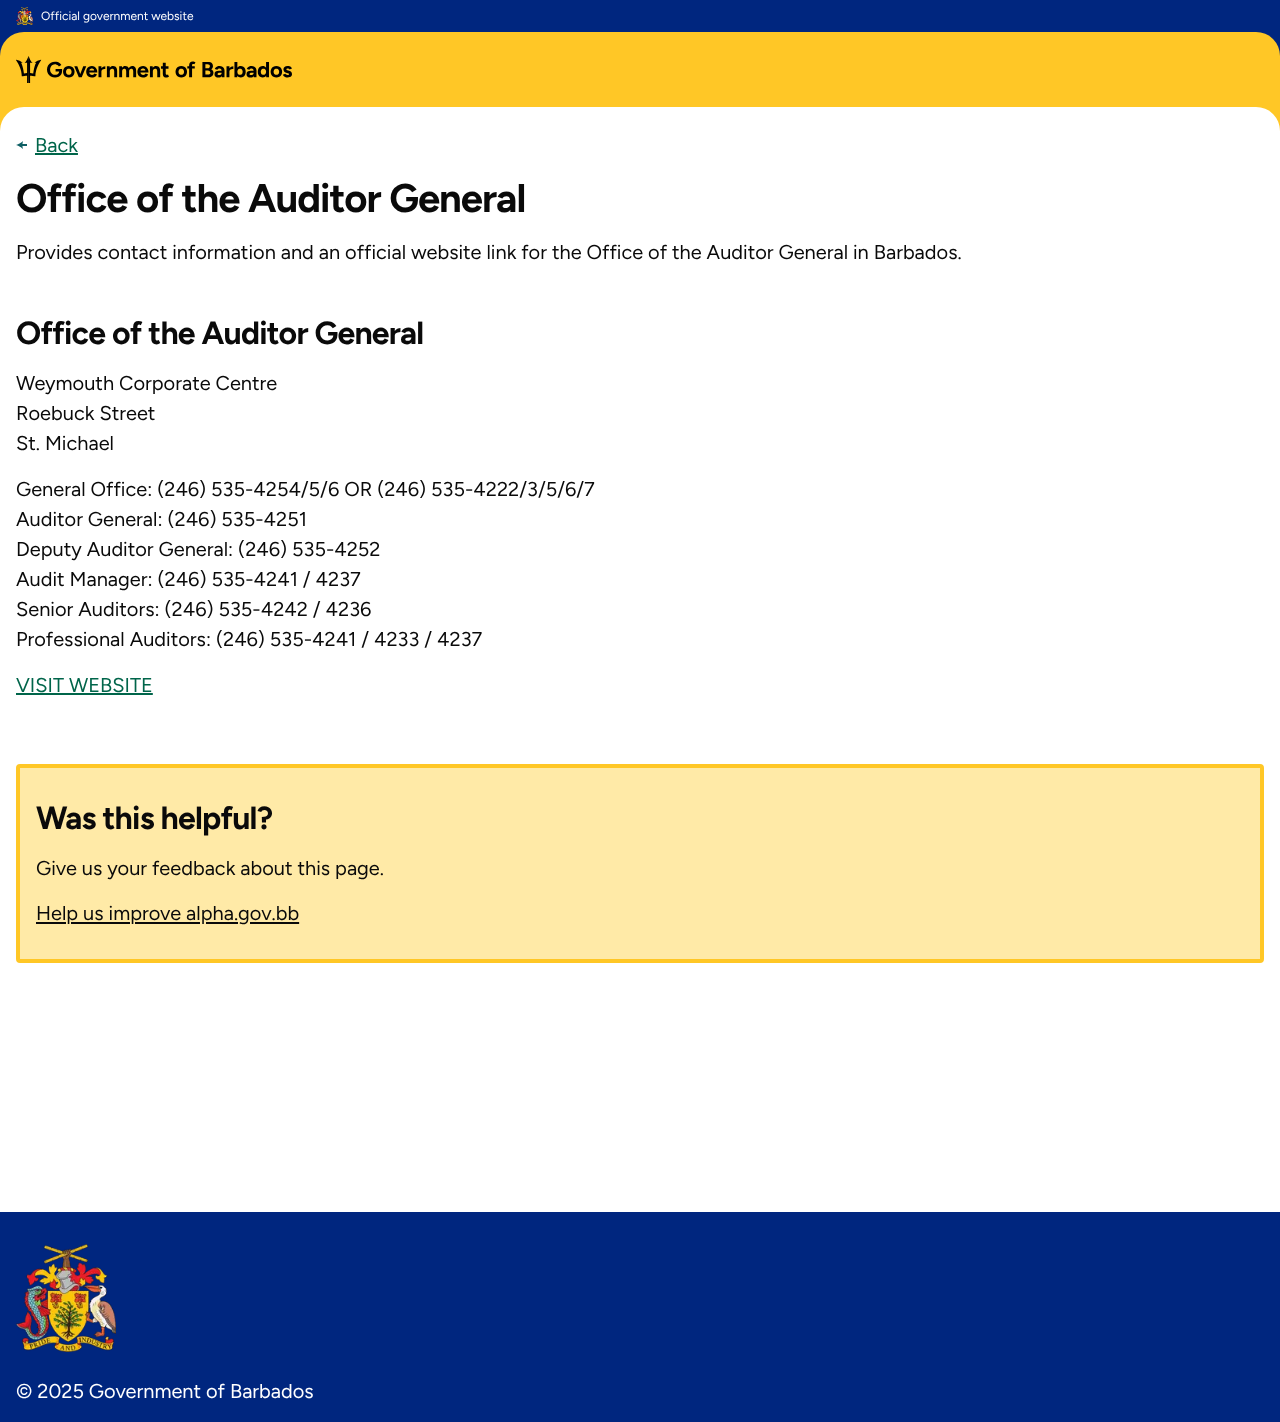 Official government website
Government of Barbados
Back
Office of the Auditor General
Provides contact information and an official website link for the Office of the Auditor General in Barbados.
Office of the Auditor General
Weymouth Corporate Centre
Roebuck Street
St. Michael
General Office: (246) 535-4254/5/6 OR (246) 535-4222/3/5/6/7
Auditor General: (246) 535-4251
Deputy Auditor General: (246) 535-4252
Audit Manager: (246) 535-4241 / 4237
Senior Auditors: (246) 535-4242 / 4236
Professional Auditors: (246) 535-4241 / 4233 / 4237
VISIT WEBSITE
Was this helpful?
Give us your feedback about this page.
Help us improve alpha.gov.bb
PRIDE AND INDUSTRY
© 2025 Government of Barbados